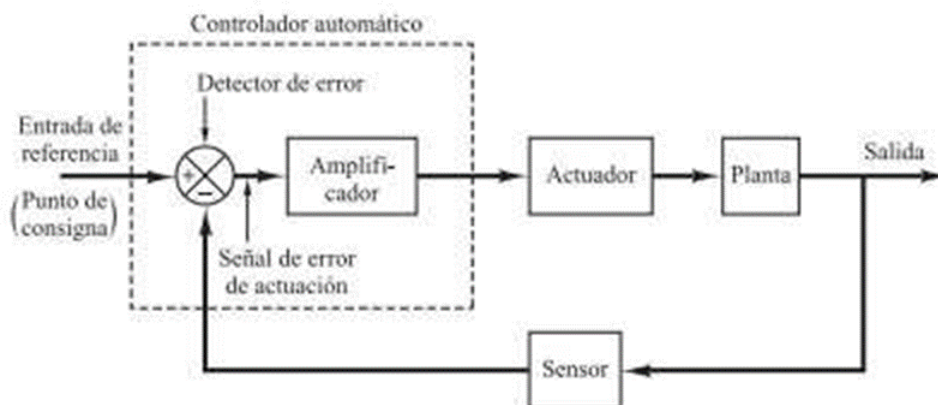 Controlador automático
Detector de error
Entrada de
referencia
(Punto de
consigna)
+
−
Amplifi-
cador
Señal de error
de actuación
Actuador
Planta
Salida
Sensor